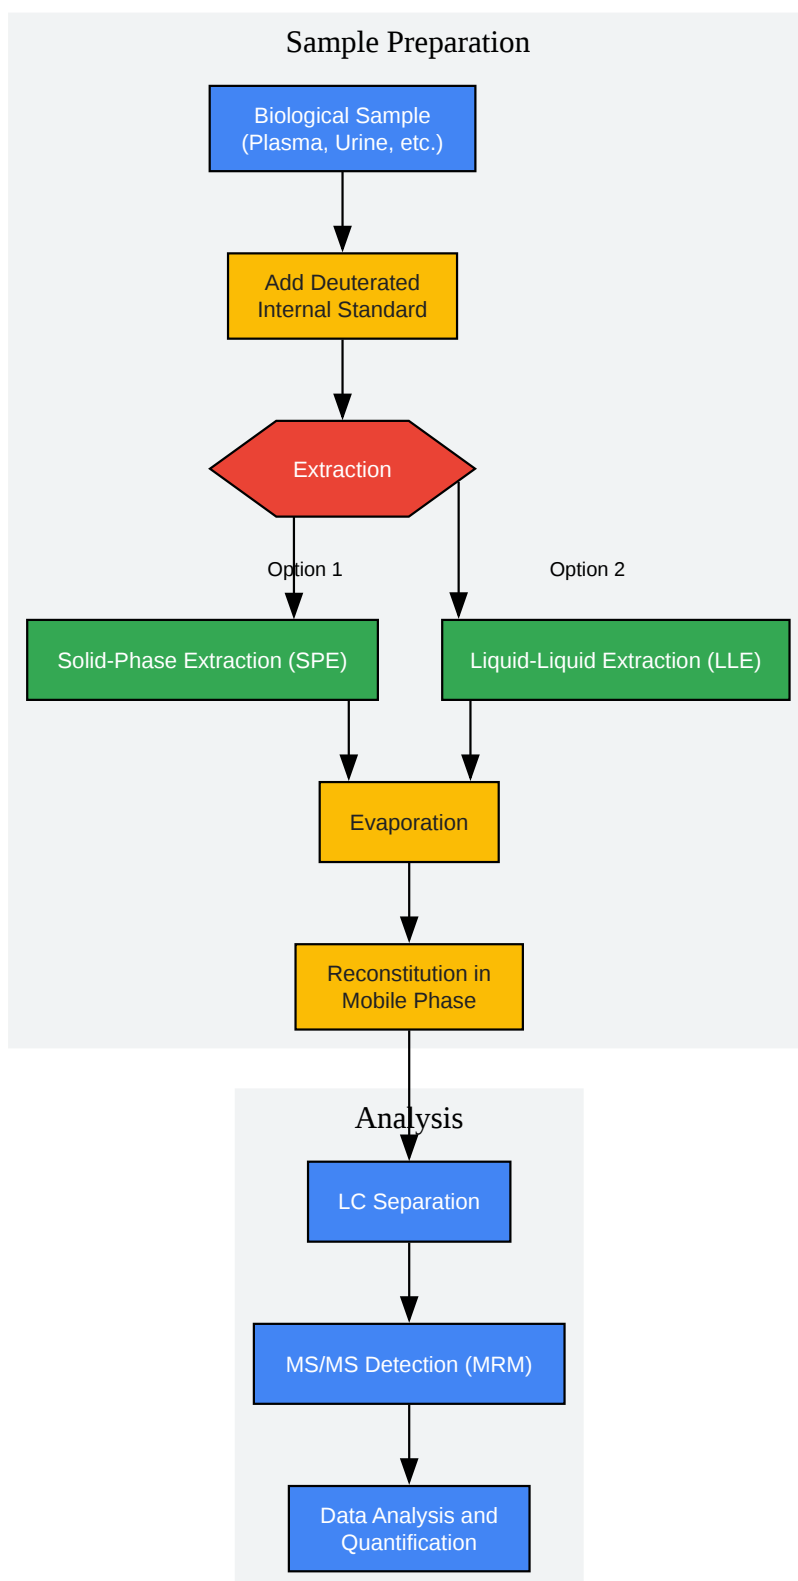 Sample Preparation
Biological Sample
(Plasma, Urine, etc.)
Add Deuterated
Internal Standard
Extraction
Option 1
Option 2
Solid-Phase Extraction (SPE)
Liquid-Liquid Extraction (LLE)
Evaporation
Reconstitution in
Mobile Phase
Analysis
LC Separation
MS/MS Detection (MRM)
Data Analysis and
Quantification